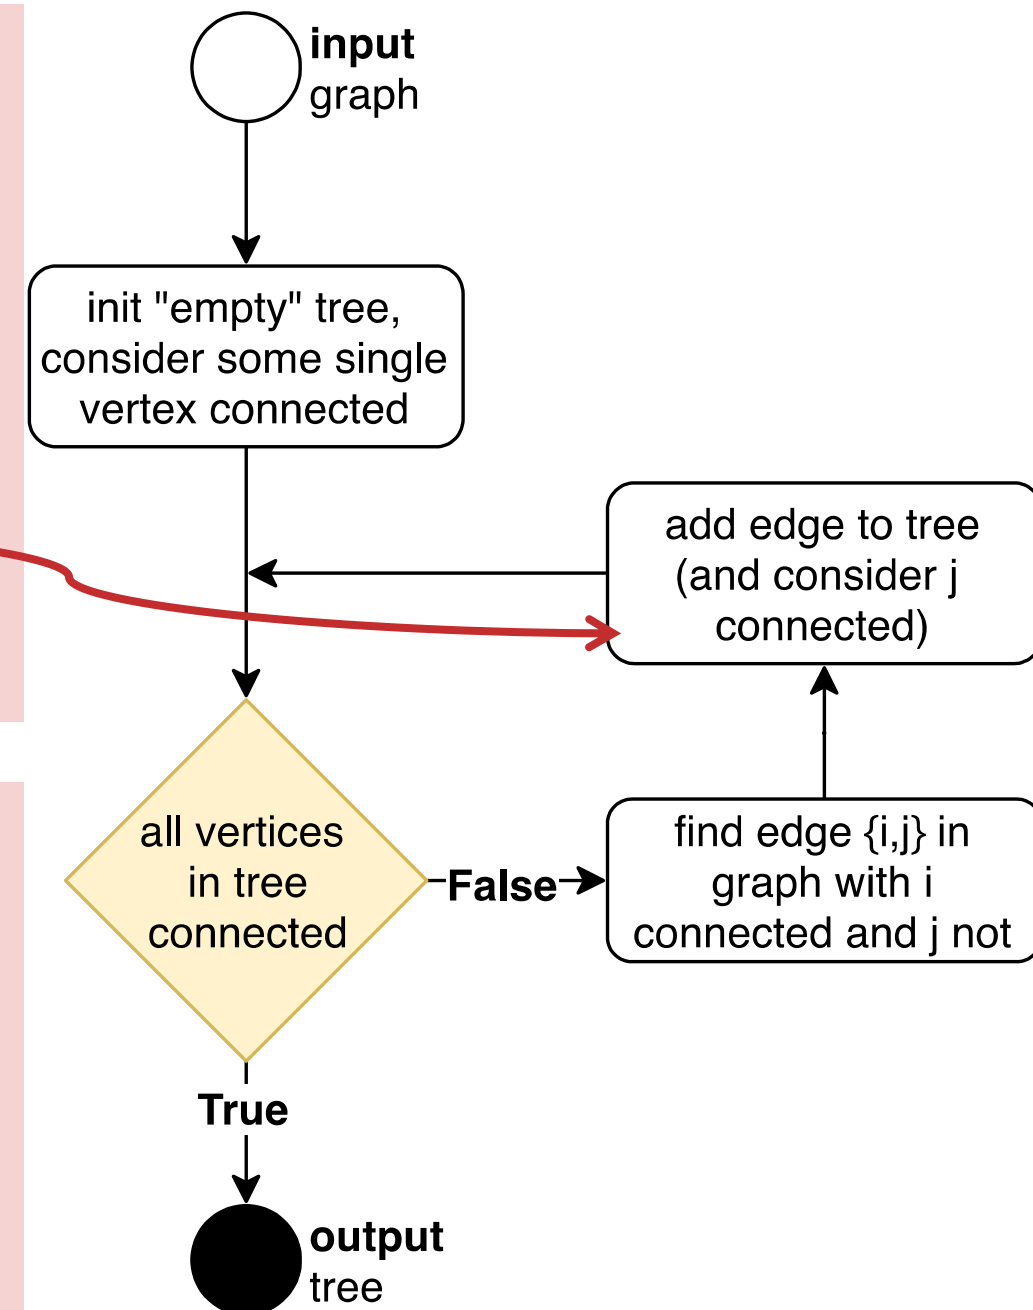 input
graph
init "empty" tree,
consider some single
vertex connected
add edge to tree
(and consider j
connected)
all vertices
in tree
connected
False
find edge {i,j} in
graph with i
connected and j not
True
output
tree